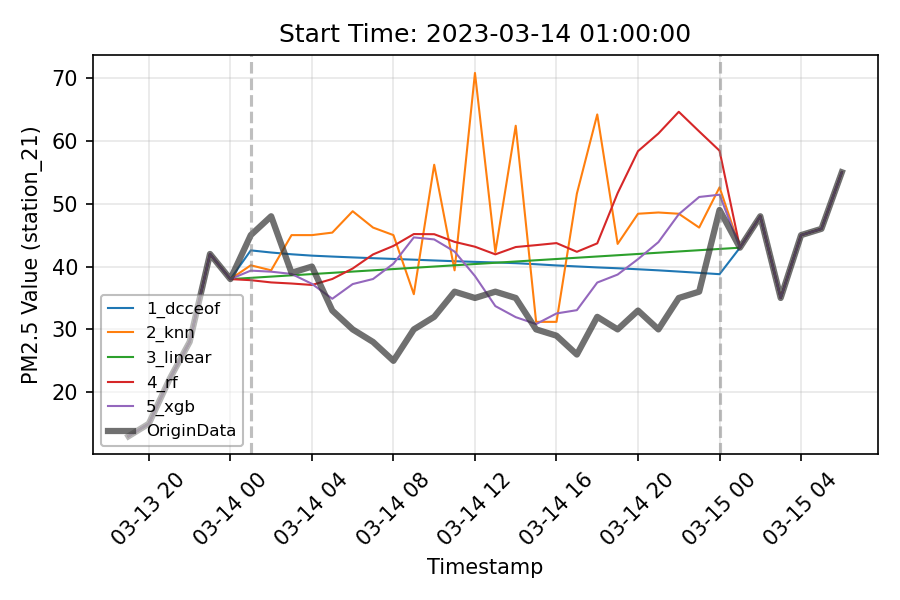 Start Time: 2023-03-14 01:00:00
PM2.5 Value (station_21)
70
60
50
40
30
20
1_dcceof
2_knn
3_linear
4_rf
5_xgb
OriginData
03-13 20
03-14 00
03-14 04
03-14 08
03-14 12
03-14 16
03-14 20
03-15 00
03-15 04
Timestamp